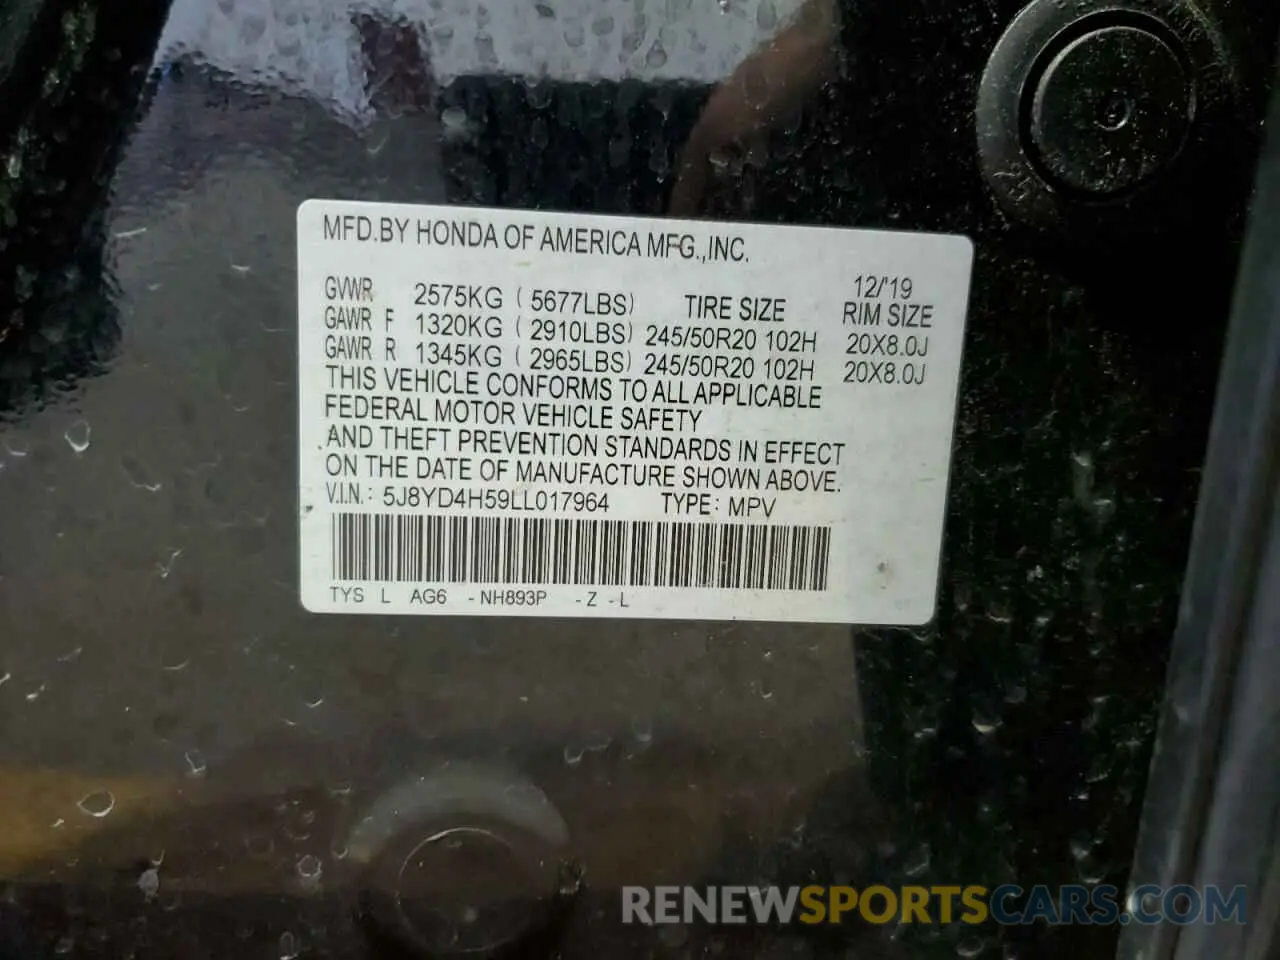 MFD.BY HONDA OF AMERICA MFG.,INC.
12/'19
GVWR 2575KG ( 5677LBS) TIRE SIZE RIM SIZE
GAWR F 1320KG ( 2910LBS) 245/50R20 102H 20X8.0J
GAWR R 1345KG ( 2965LBS) 245/50R20 102H 20X8.0J
THIS VEHICLE CONFORMS TO ALL APPLICABLE
FEDERAL MOTOR VEHICLE SAFETY
AND THEFT PREVENTION STANDARDS IN EFFECT
ON THE DATE OF MANUFACTURE SHOWN ABOVE.
V.I.N.: 5J8YD4H59LL017964 TYPE: MPV
TYS L AG6 -NH893P -Z -L
RENEWSPORTSCARS.COM